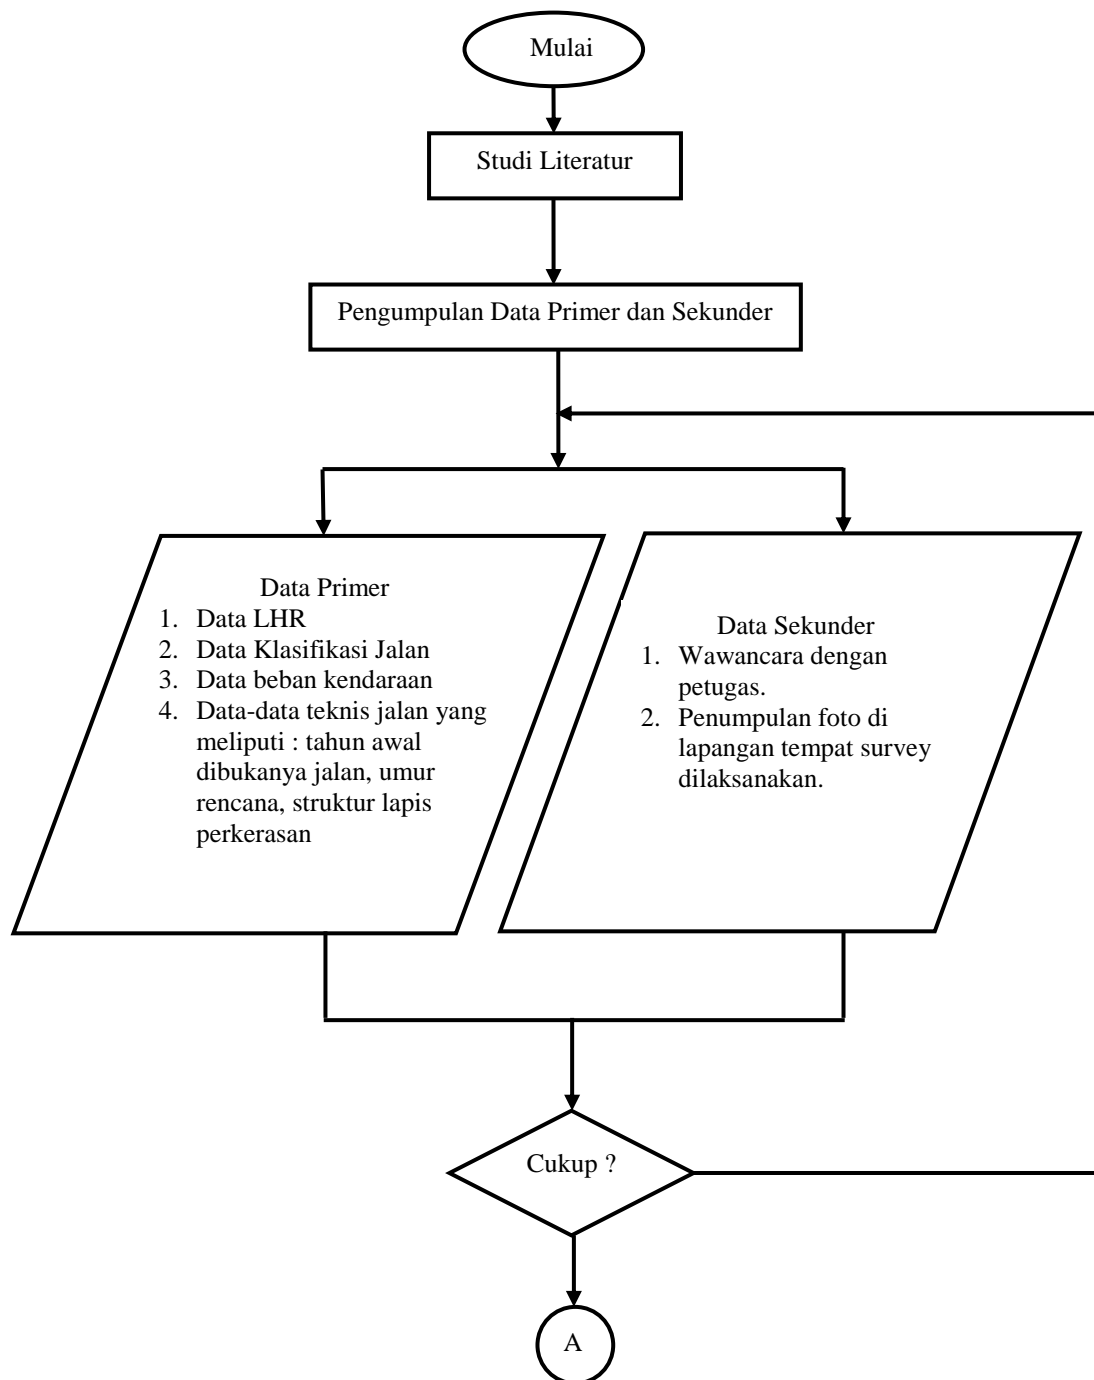 Mulai
Studi Literatur
Pengumpulan Data Primer dan Sekunder
Data Primer
1. Data LHR
2. Data Klasifikasi Jalan
3. Data beban kendaraan
4. Data-data teknis jalan yang
meliputi : tahun awal
dibukanya jalan, umur
rencana, struktur lapis
perkerasan
Data Sekunder
1. Wawancara dengan
petugas.
2. Penumpulan foto di
lapangan tempat survey
dilaksanakan.
Cukup ?
A